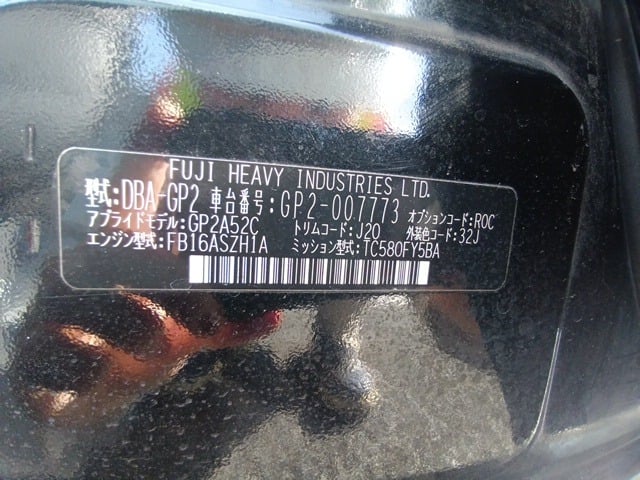 FUJI HEAVY INDUSTRIES LTD.
型式:DBA-GP2 車台番号:GP2-007773 オプションコード:ROC
アプライドモデル:GP2A52C トリムコード:J20 外装色コード:32J
エンジン型式:FB16ASZH1A ミッション型式:TC580FY5BA